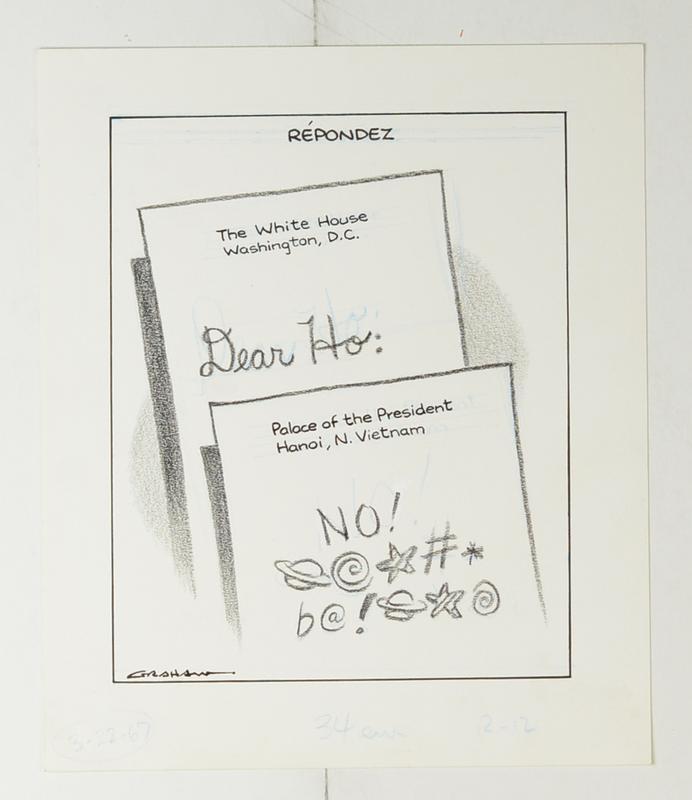 RÉPONDEZ
The White House
Washington, D.C.
Dear Ho:
Palace of the President
Hanoi, N. Vietnam
NO!
@#*
b@!
GRAHAM
3-22-67
34 em
2-12